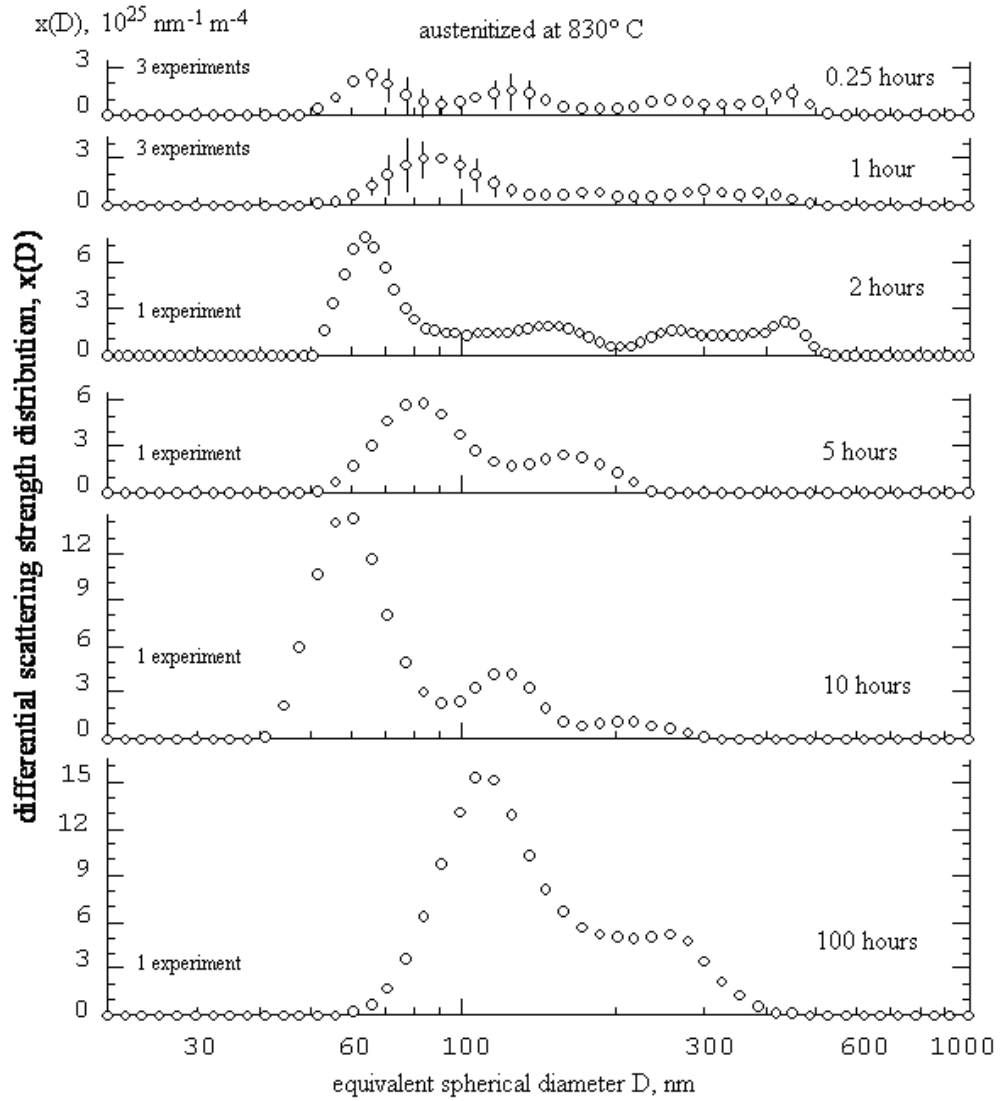 x(D), 10²⁵ nm⁻¹ m⁻⁴
austenitized at 830° C
3
0
3 experiments
0.25 hours
3
0
3 experiments
1 hour
6
3
0
1 experiment
2 hours
6
3
0
1 experiment
5 hours
12
9
6
3
0
1 experiment
10 hours
15
12
9
6
3
0
1 experiment
100 hours
30 60 100 300 600 1000
equivalent spherical diameter D, nm
differential scattering strength distribution, x(D)